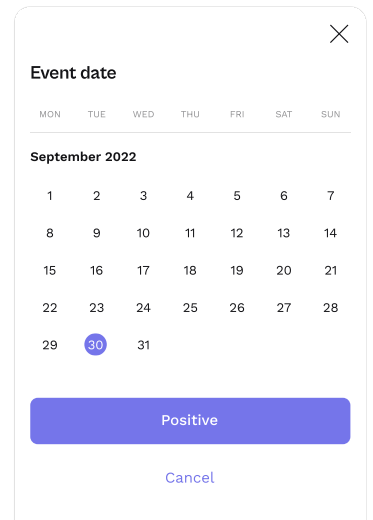 Event date
MON TUE WED THU FRI SAT SUN
September 2022
1 2 3 4 5 6 7
8 9 10 11 12 13 14
15 16 17 18 19 20 21
22 23 24 25 26 27 28
29 30 31
Positive
Cancel